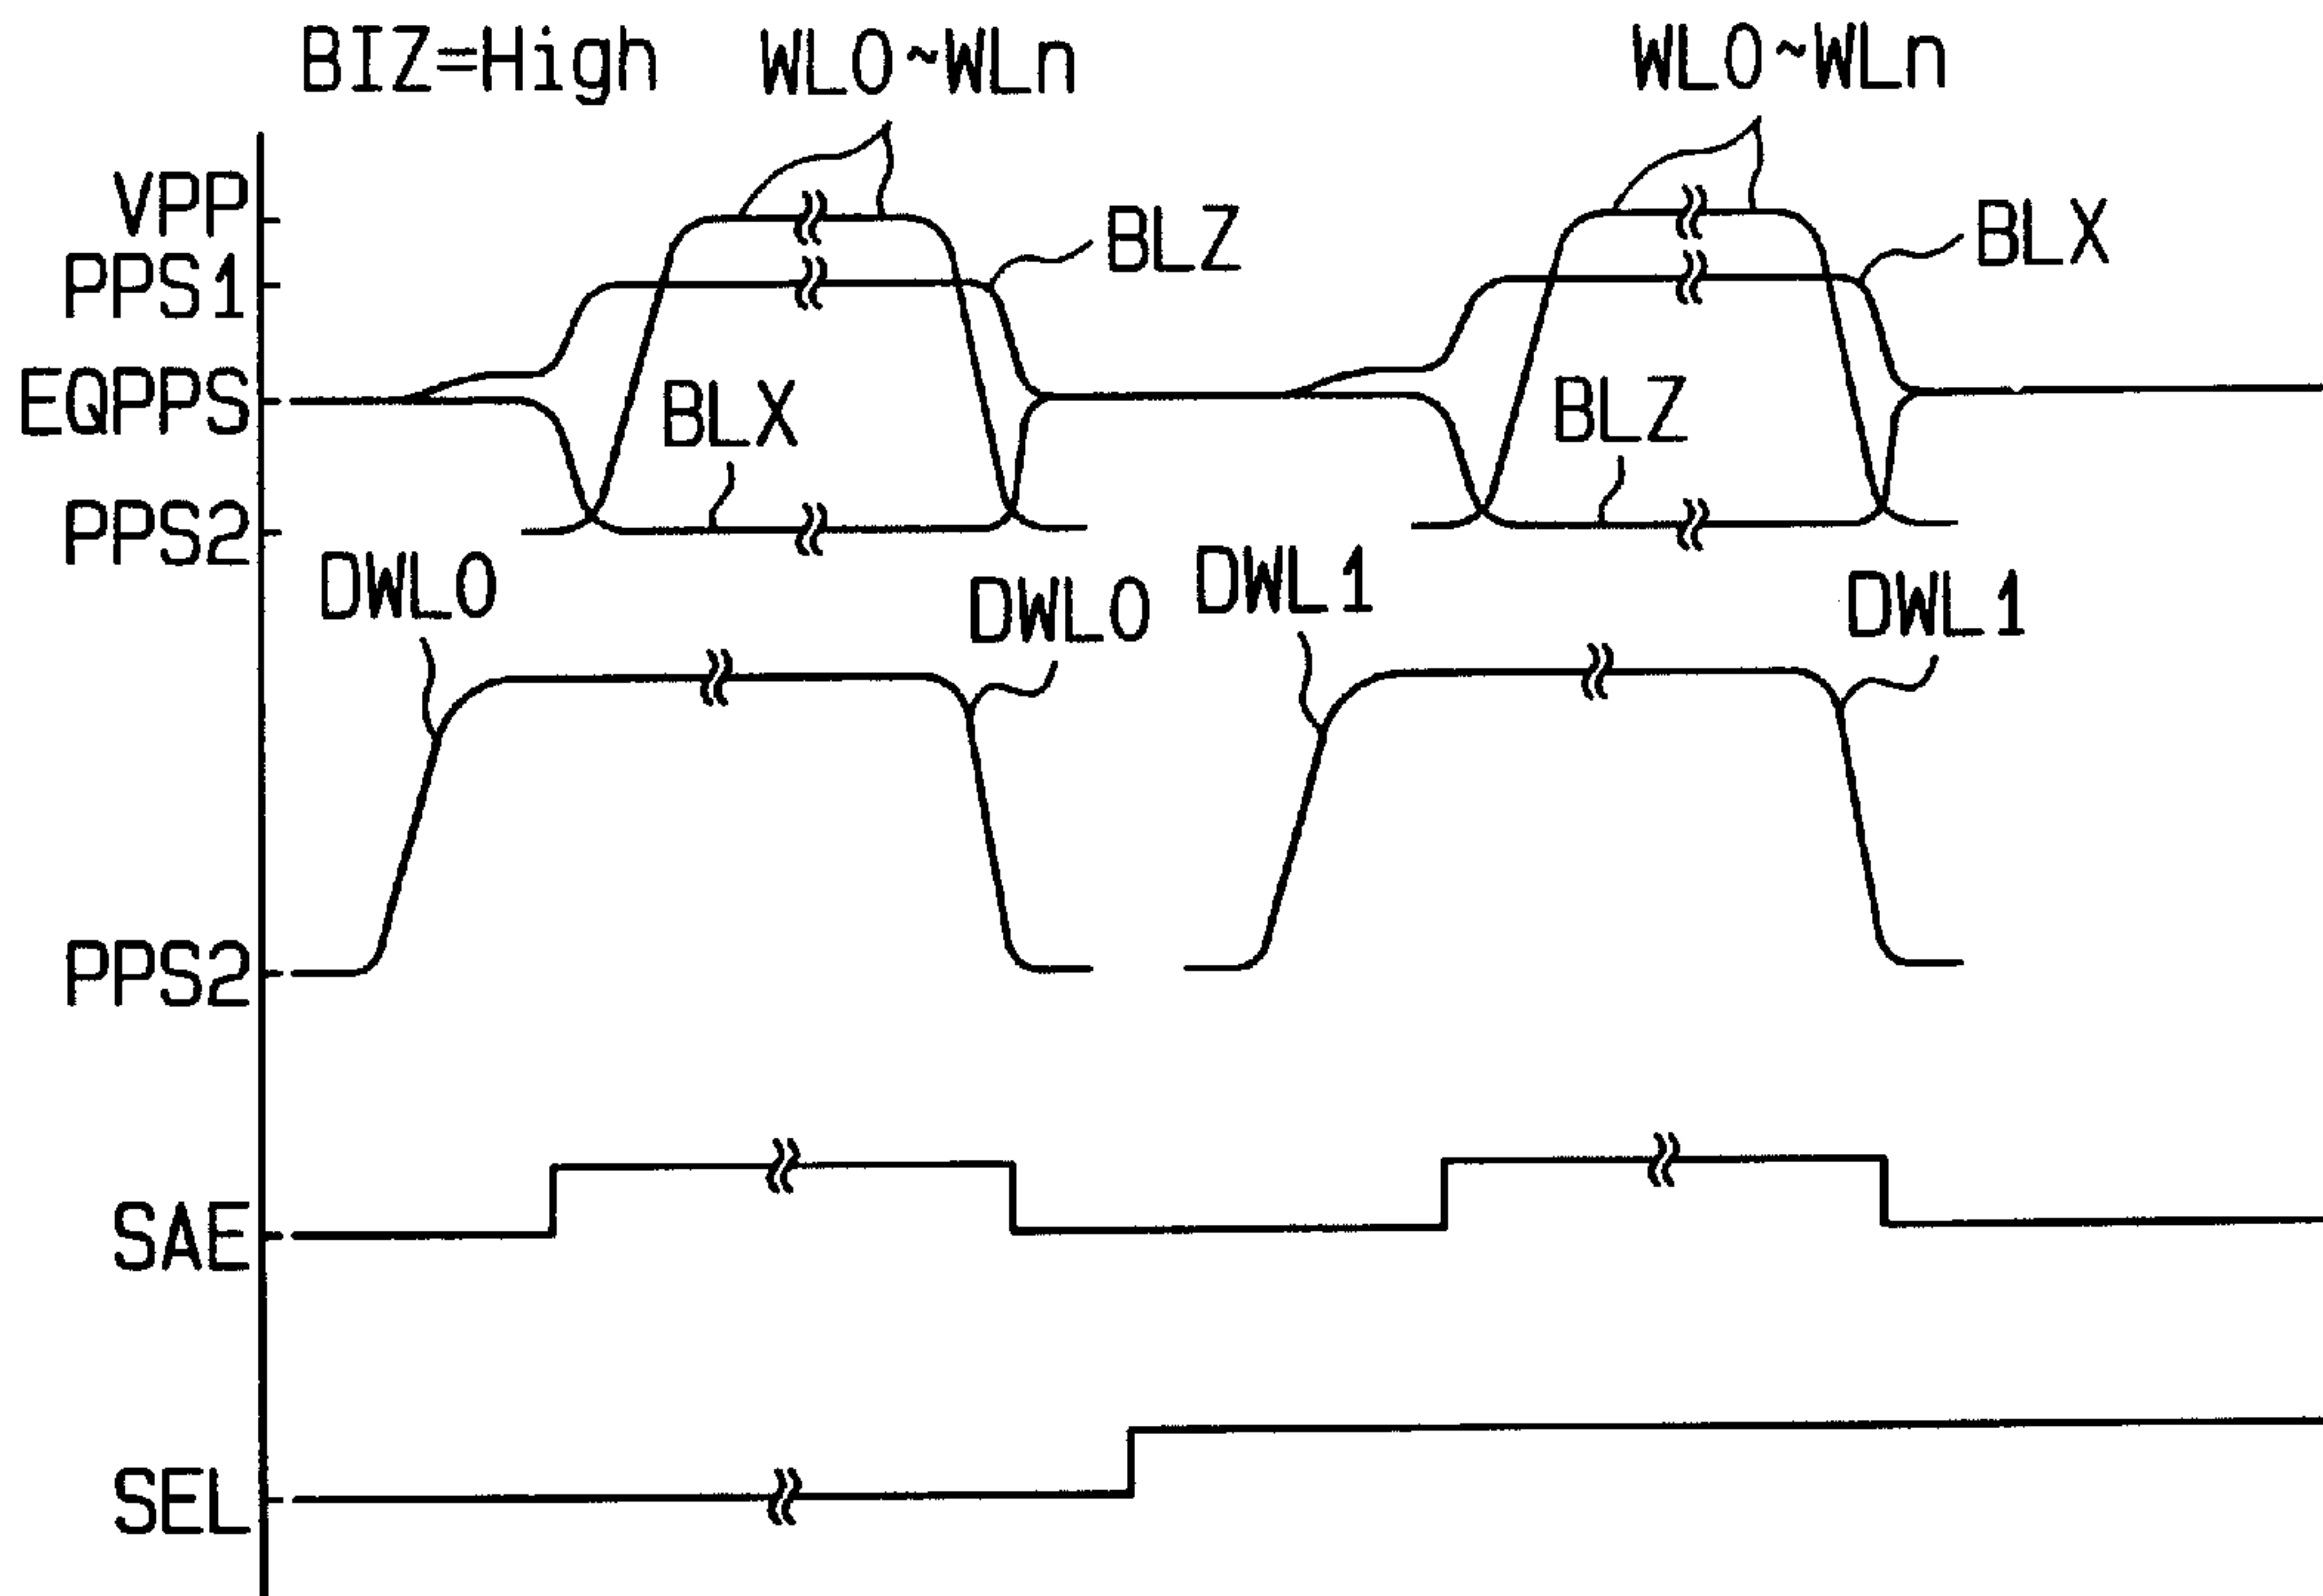 BIZ=High WL0~WLn WL0~WLn
VPP
BLZ BLX
PPS1
EQPPS
BLX BLZ
PPS2
DWL0 DWL0 DWL1 DWL1
PPS2
SAE
SEL